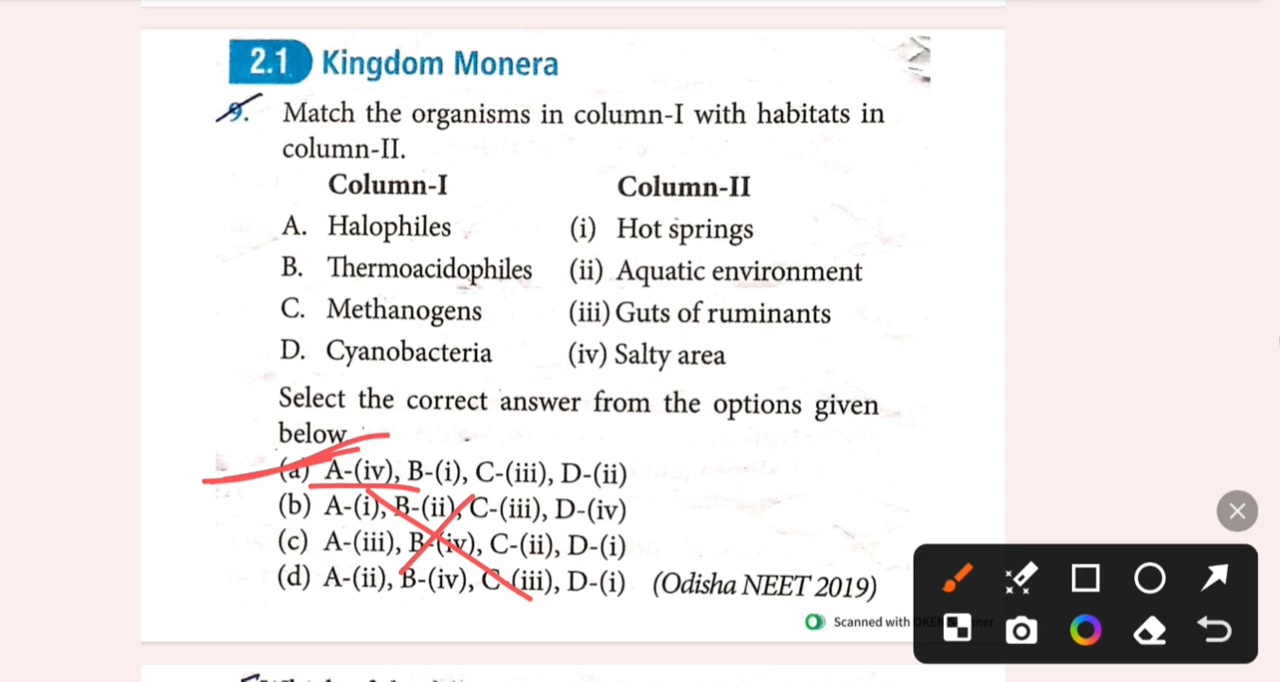 2.1 Kingdom Monera
9. Match the organisms in column-I with habitats in
column-II.
Column-I Column-II
A. Halophiles (i) Hot springs
B. Thermoacidophiles (ii) Aquatic environment
C. Methanogens (iii) Guts of ruminants
D. Cyanobacteria (iv) Salty area
Select the correct answer from the options given
below
(a) A-(iv), B-(i), C-(iii), D-(ii)
(b) A-(i), B-(ii), C-(iii), D-(iv)
(c) A-(iii), B-(iv), C-(ii), D-(i)
(d) A-(ii), B-(iv), C-(iii), D-(i) (Odisha NEET 2019)
Scanned with